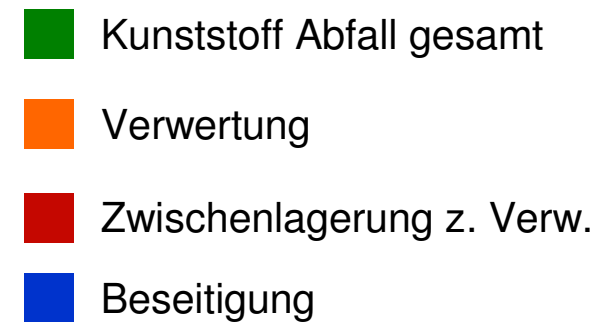 Kunststoff Abfall gesamt
Verwertung
Zwischenlagerung z. Verw.
Beseitigung